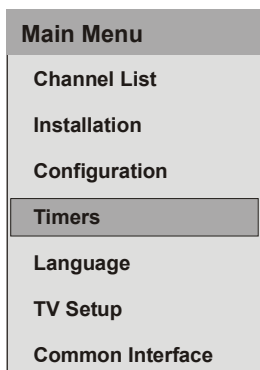 Main Menu
Channel List
Installation
Configuration
Timers
Language
TV Setup
Common Interface